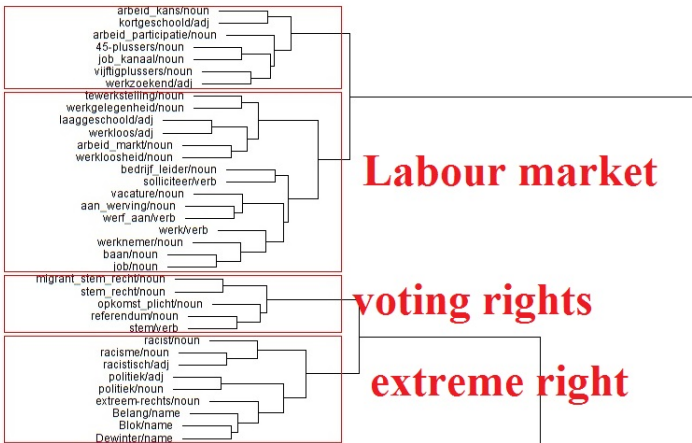 arbeid_kans/noun
kortgeschoold/adj
arbeid_participatie/noun
45-plussers/noun
job_kanaal/noun
vijftigplussers/noun
werkzoekend/adj
tewerkstelling/noun
werkgelegenheid/noun
laaggeschoold/adj
werkloos/adj
arbeid_markt/noun
werkloosheid/noun
bedrijf_leider/noun
solliciteer/verb
vacature/noun
aan_werving/noun
werf_aan/verb
werk/verb
werknemer/noun
baan/noun
job/noun
Labour market
migrant_stem_recht/noun
stem_recht/noun
opkomst_plicht/noun
referendum/noun
stem/verb
voting rights
racist/noun
racisme/noun
racistisch/adj
politiek/adj
politiek/noun
extreem-rechts/noun
Belang/name
Blok/name
Dewinter/name
extreme right